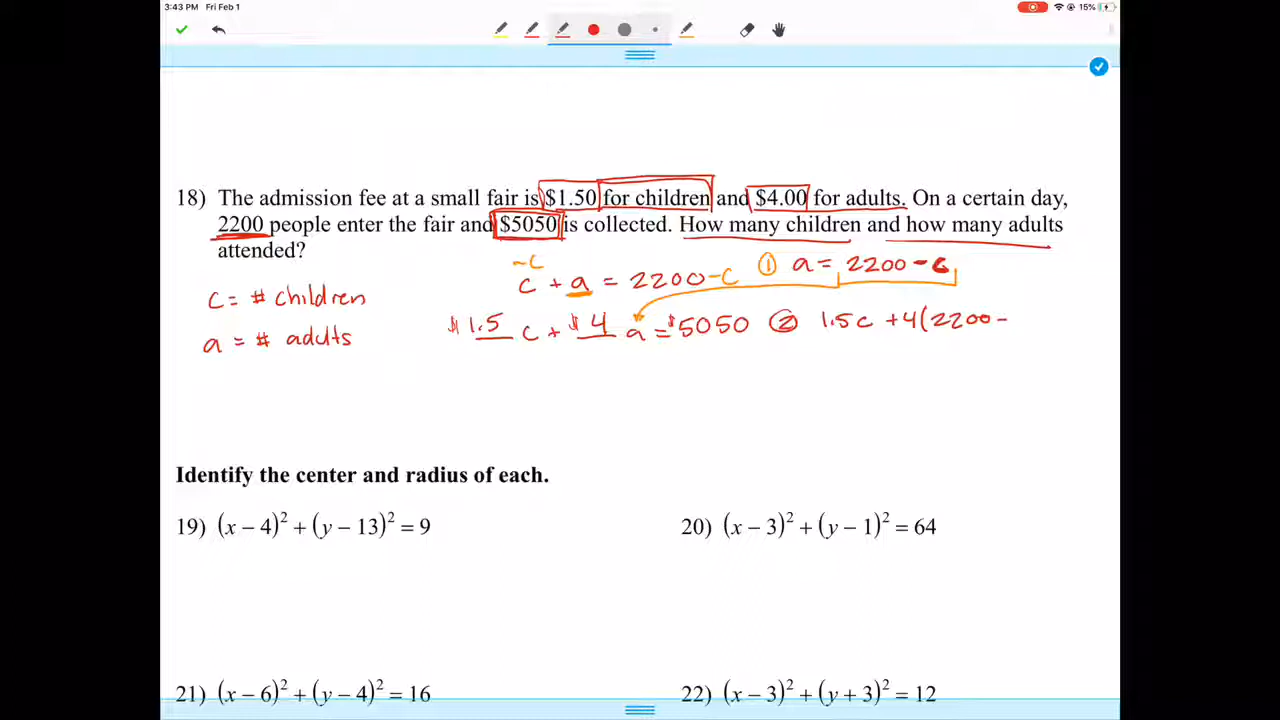 3:43 PM Fri Feb 1 15%
18) The admission fee at a small fair is $1.50 for children and $4.00 for adults. On a certain day,
2200 people enter the fair and $5050 is collected. How many children and how many adults
attended?
-c
c + a = 2200 -c
① a = 2200 - c
c = # children
$1.5 c + $4 a = $5050
② 1.5c + 4(2200 -
a = # adults
Identify the center and radius of each.
19) (x − 4)² + (y − 13)² = 9
20) (x − 3)² + (y − 1)² = 64
21) (x − 6)² + (y − 4)² = 16
22) (x − 3)² + (y + 3)² = 12